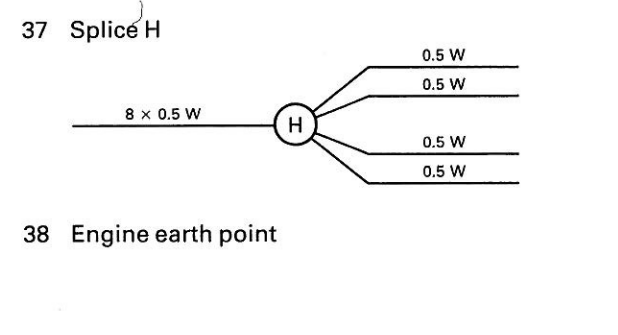 37 Splice H
0.5 W
0.5 W
8 × 0.5 W
H
0.5 W
0.5 W
38 Engine earth point